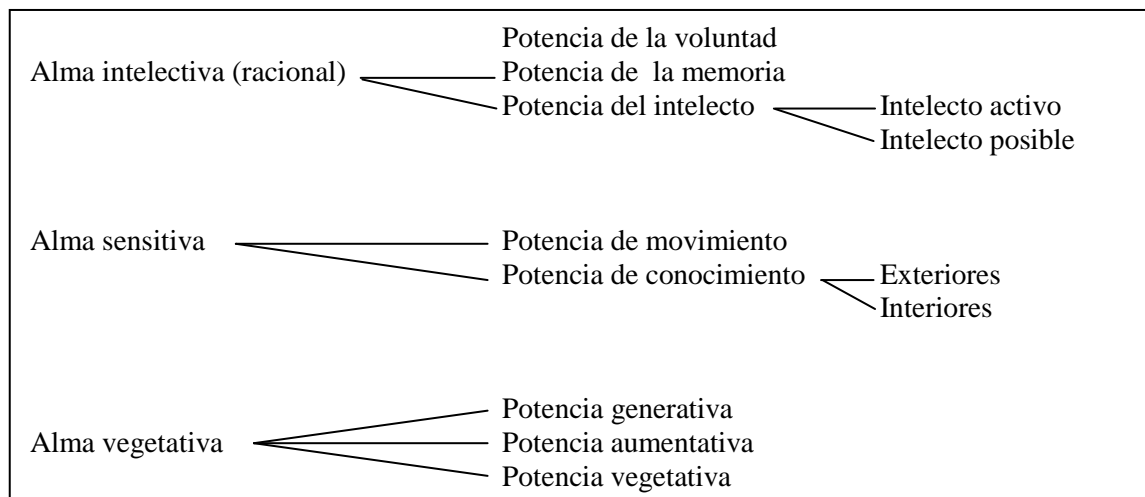 Potencia de la voluntad
Alma intelectiva (racional) Potencia de  la memoria
Potencia del intelecto Intelecto activo
Intelecto posible
Alma sensitiva Potencia de movimiento
Potencia de conocimiento Exteriores
Interiores
Potencia generativa
Alma vegetativa Potencia aumentativa
Potencia vegetativa